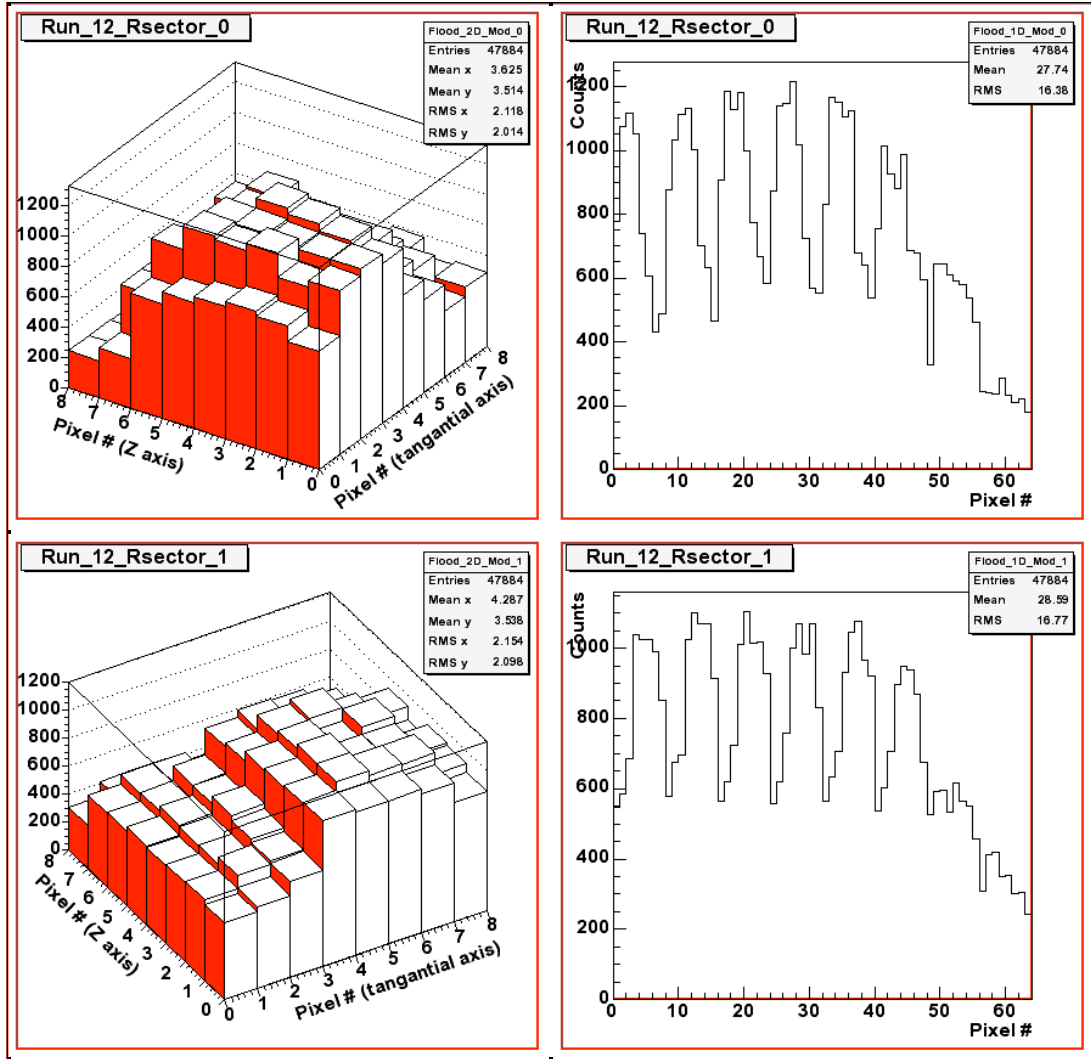 Run_12_Rsector_0
Flood_2D_Mod_0
Entries 47884
Mean x 3.625
Mean y 3.514
RMS x 2.118
RMS y 2.014
1200
1000
800
600
400
200
0
8 7 6 5 4 3 2 1 0
Pixel # (Z axis)
0 1 2 3 4 5 6 7 8
Pixel # (tangantial axis)
Run_12_Rsector_0
Flood_1D_Mod_0
Entries 47884
Mean 27.74
RMS 16.38
Counts
1200
1000
800
600
400
200
0
0 10 20 30 40 50 60
Pixel #
Run_12_Rsector_1
Flood_2D_Mod_1
Entries 47884
Mean x 4.287
Mean y 3.538
RMS x 2.154
RMS y 2.098
1200
1000
800
600
400
200
0
8 7 6 5 4 3 2 1 0
Pixel # (Z axis)
0 1 2 3 4 5 6 7 8
Pixel # (tangantial axis)
Run_12_Rsector_1
Flood_1D_Mod_1
Entries 47884
Mean 28.59
RMS 16.77
Counts
1000
800
600
400
200
0
0 10 20 30 40 50 60
Pixel #